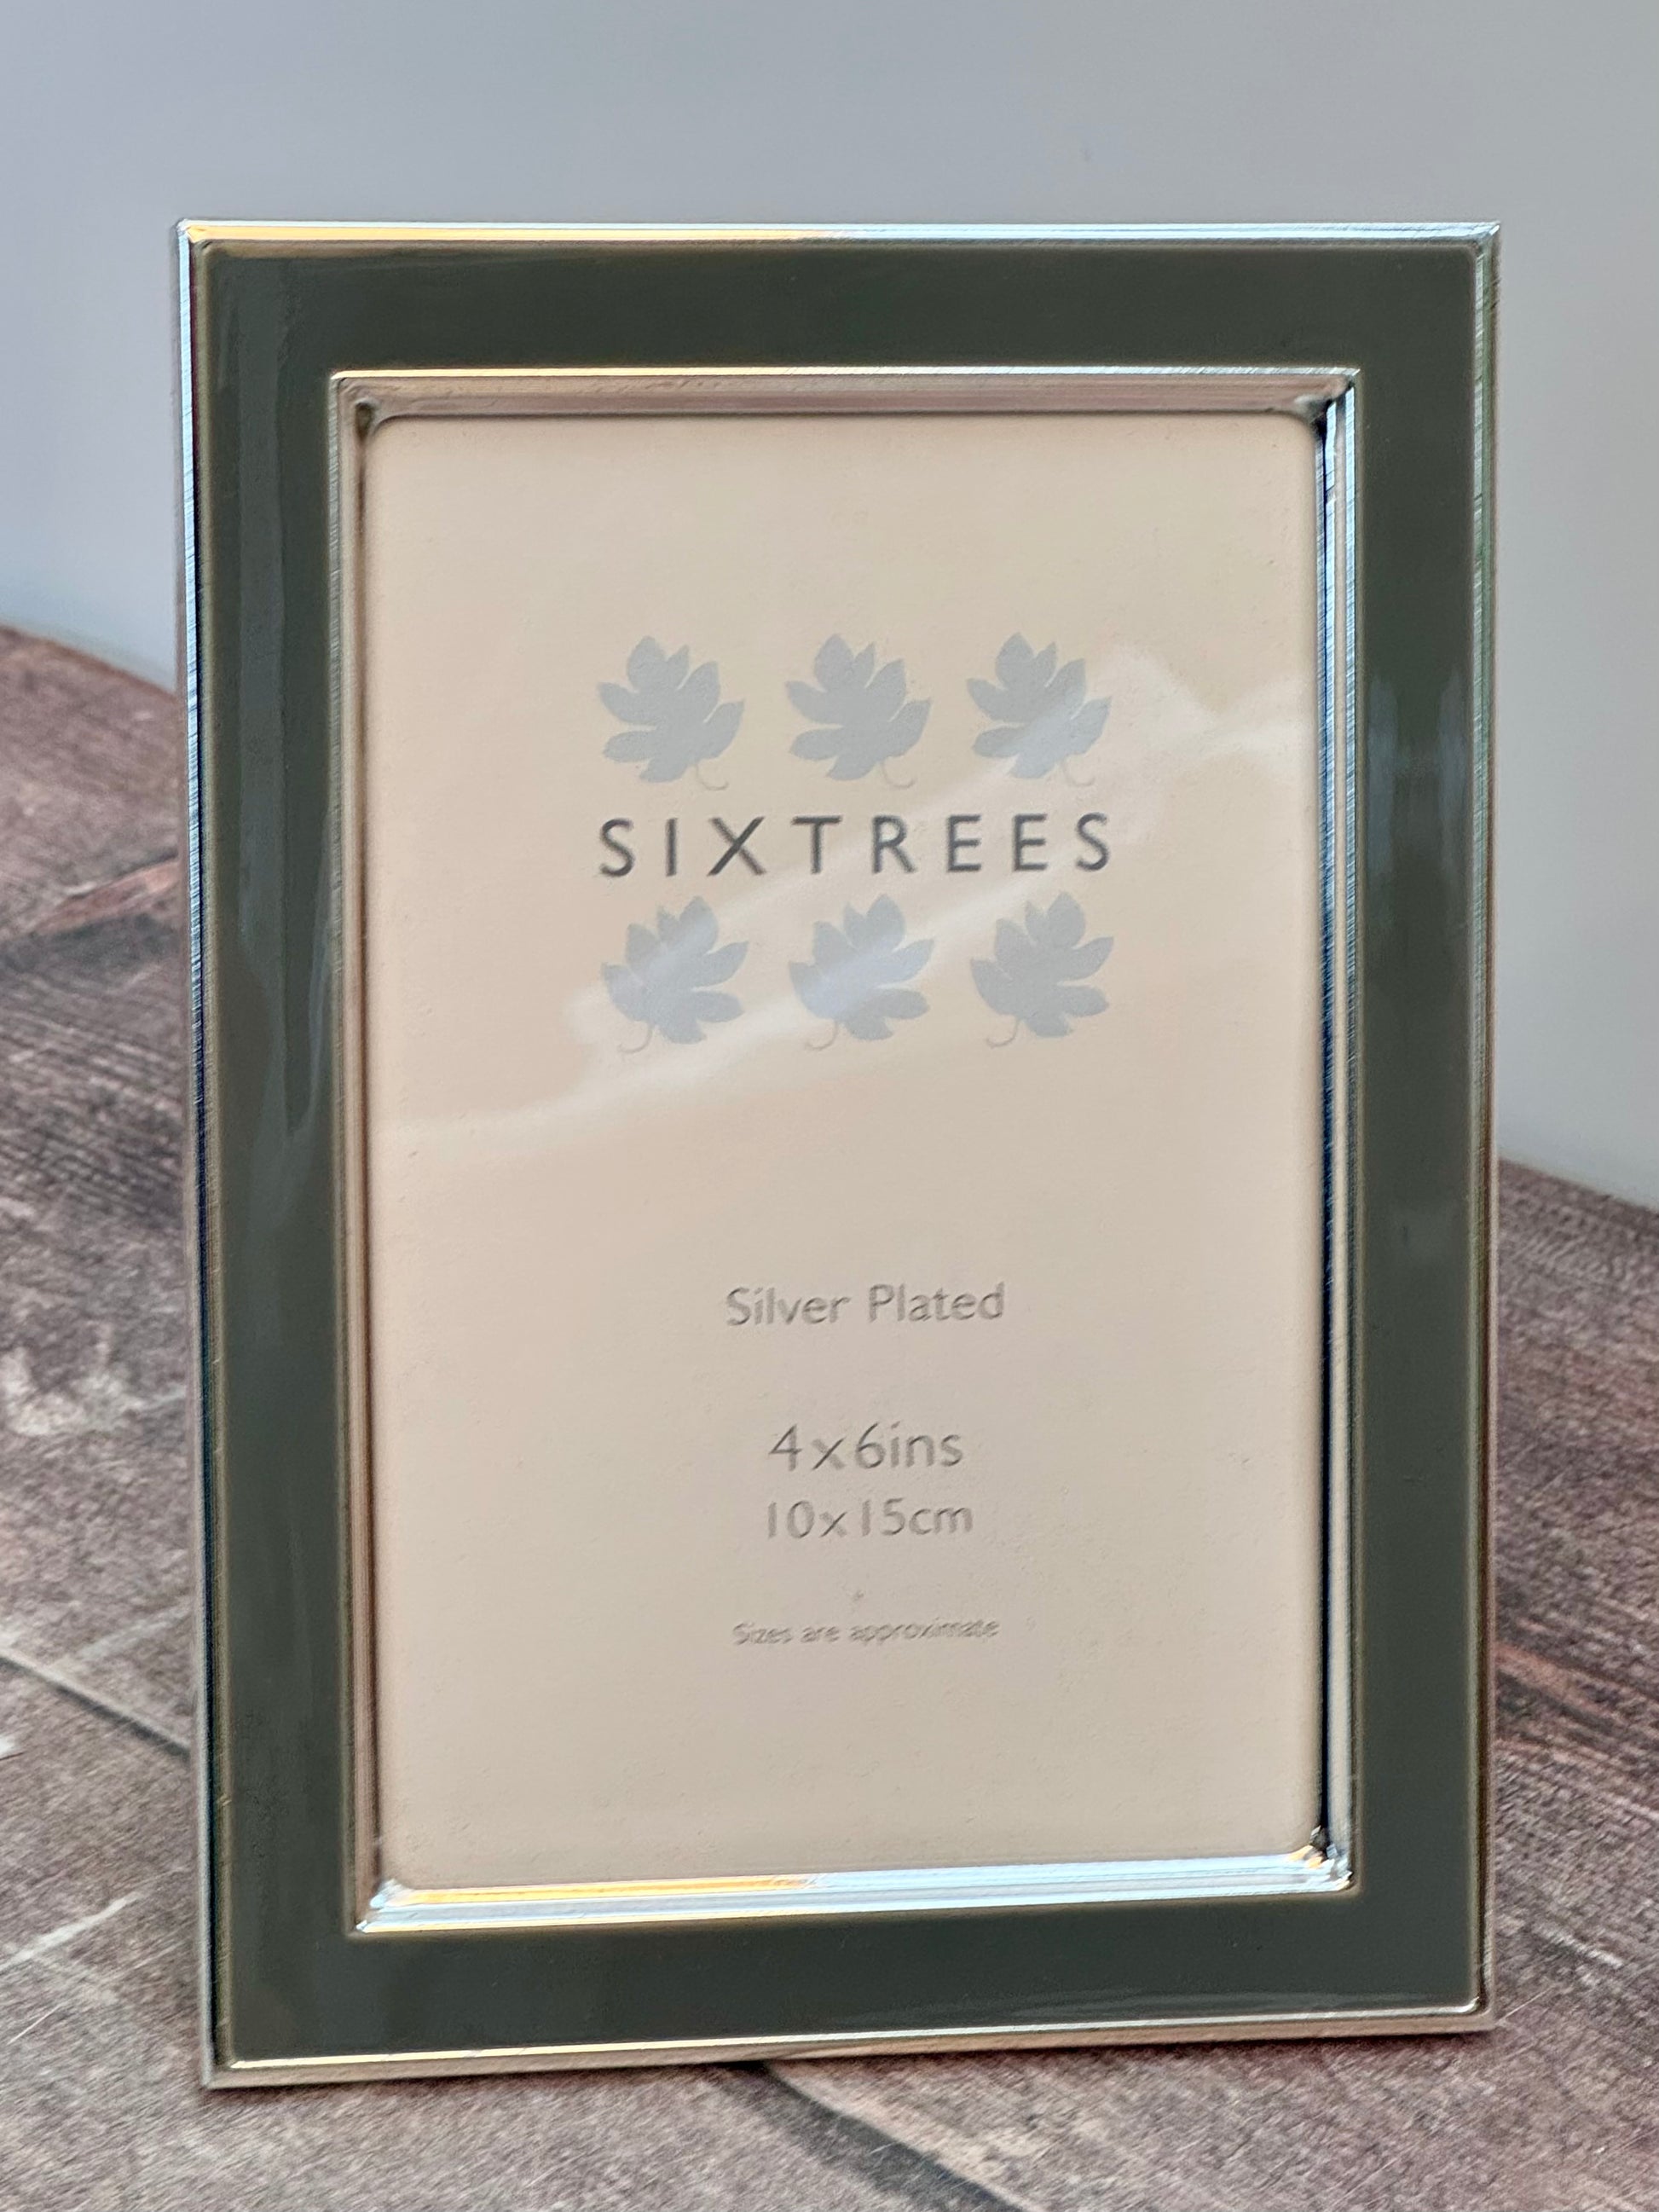 SIXTREES
Silver Plated
4x6ins
10x15cm
Sizes are approximate